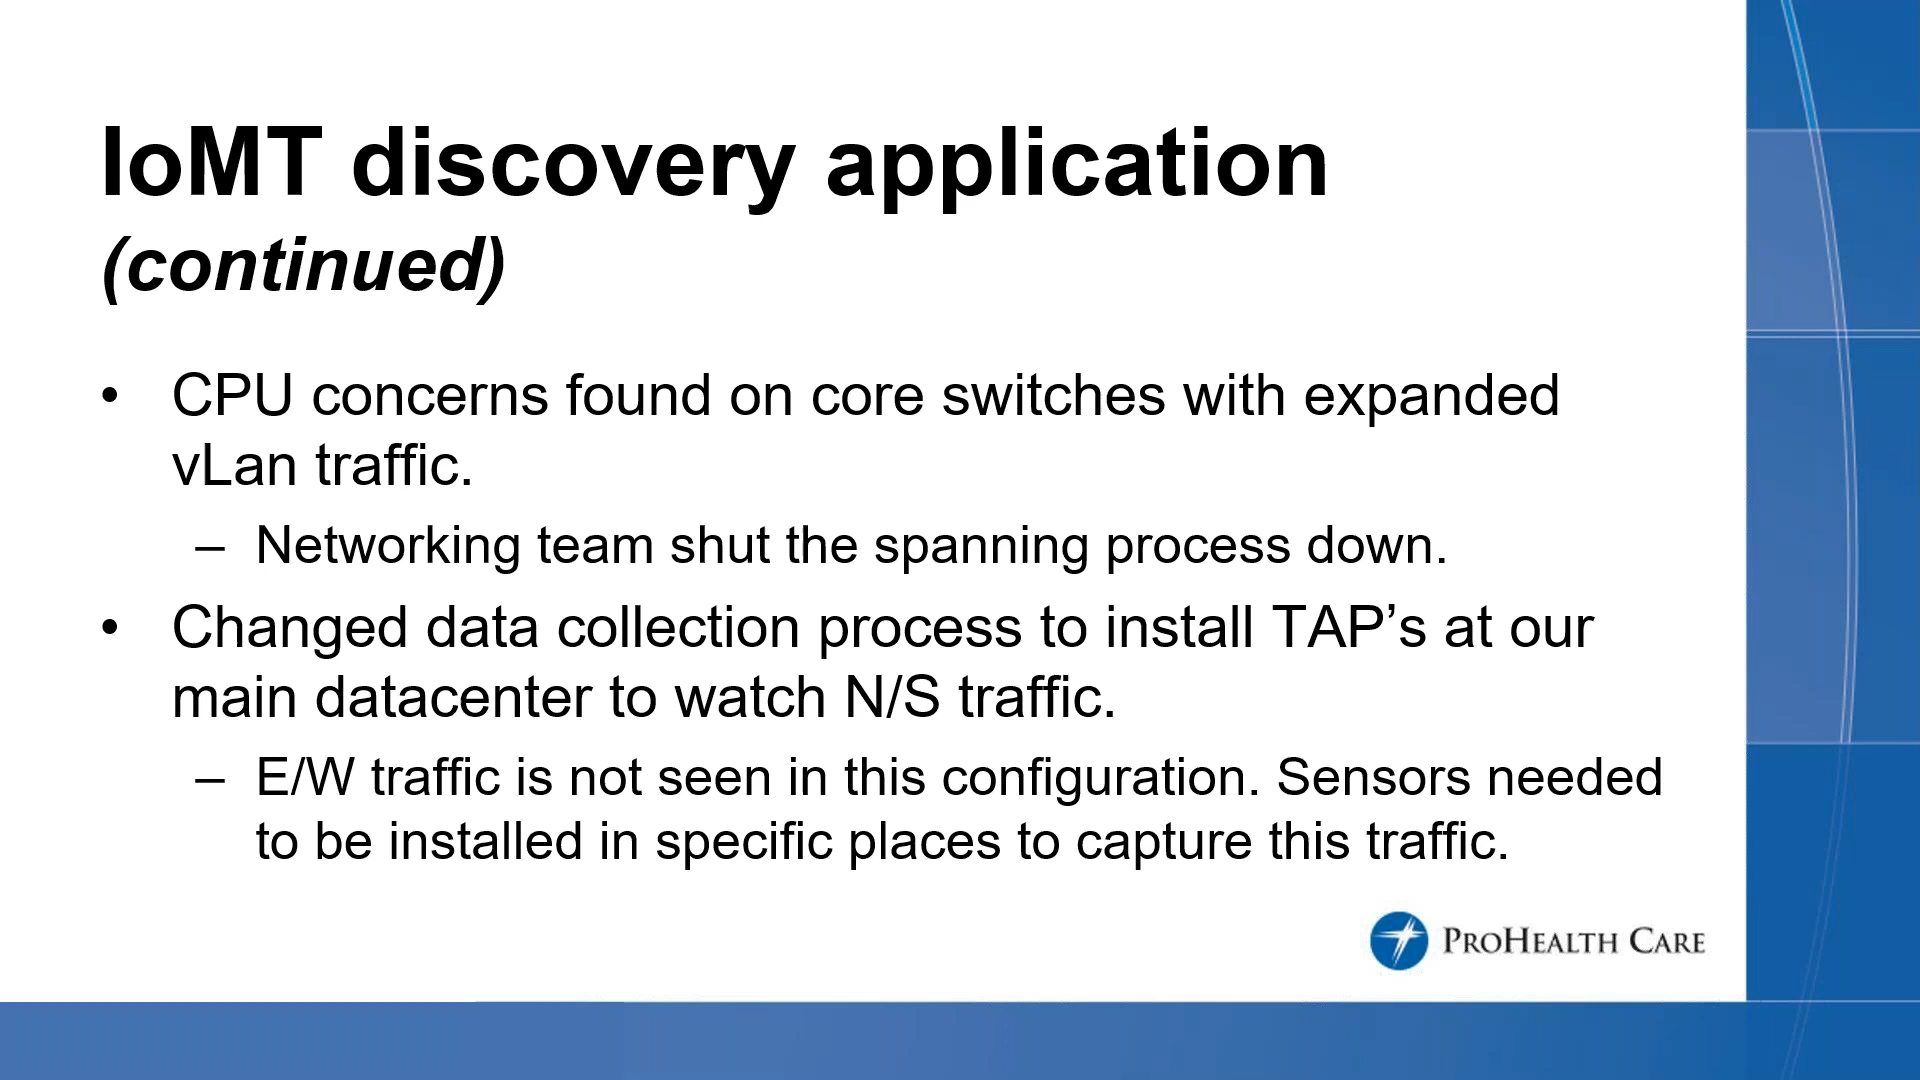 IoMT discovery application
(continued)
• CPU concerns found on core switches with expanded
vLan traffic.
– Networking team shut the spanning process down.
• Changed data collection process to install TAP’s at our
main datacenter to watch N/S traffic.
– E/W traffic is not seen in this configuration. Sensors needed
to be installed in specific places to capture this traffic.
PROHEALTH CARE